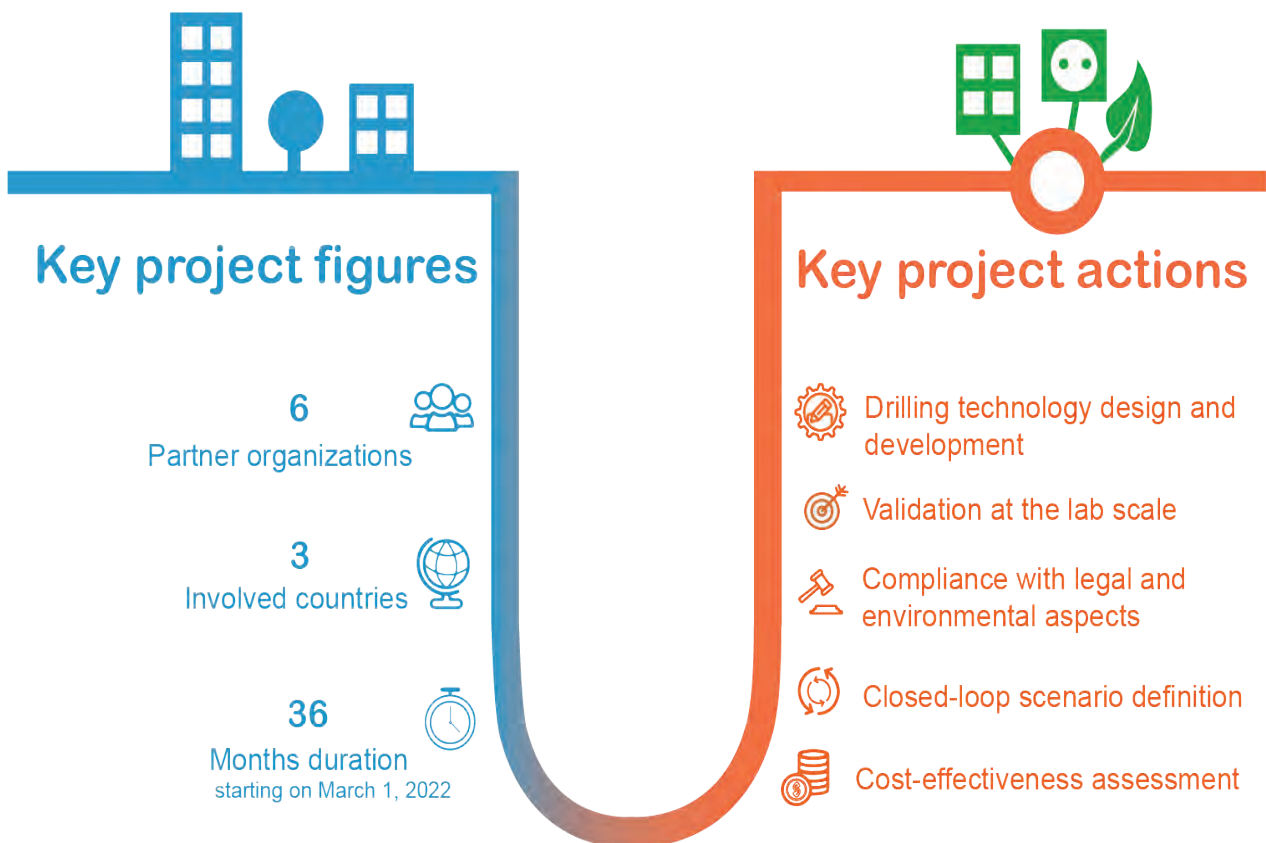 Key project figures
6
Partner organizations
3
Involved countries
36
Months duration
starting on March 1, 2022
Key project actions
Drilling technology design and
development
Validation at the lab scale
Compliance with legal and
environmental aspects
Closed-loop scenario definition
Cost-effectiveness assessment